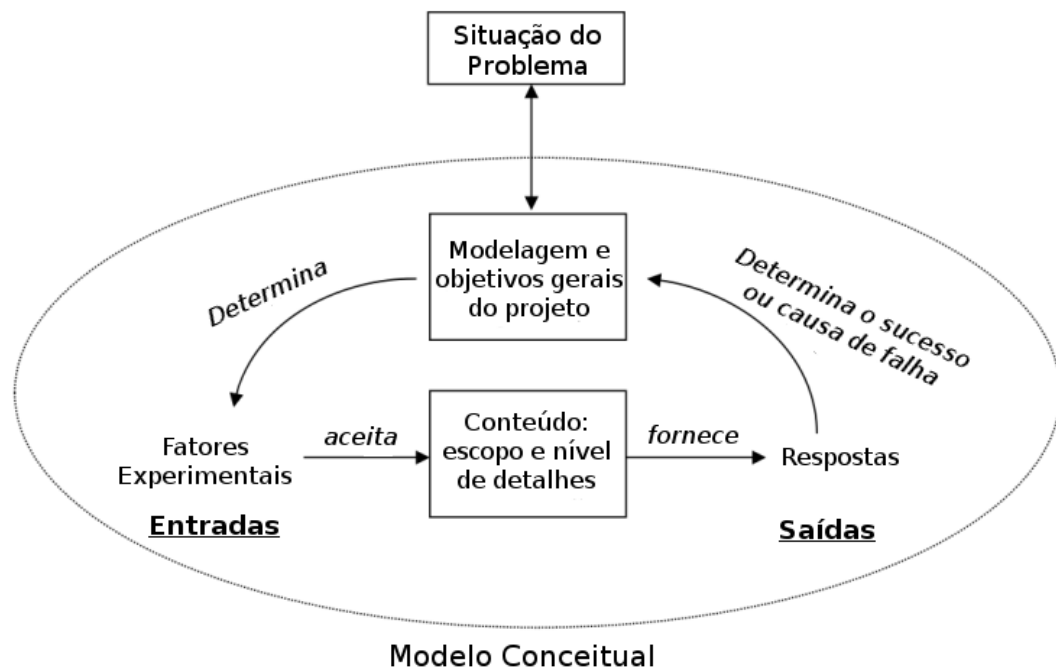 Situação do
Problema
Modelagem e
objetivos gerais
do projeto
Determina
Determina o sucesso
ou causa de falha
Fatores
Experimentais
aceita
Conteúdo:
escopo e nível
de detalhes
fornece
Respostas
Entradas
Saídas
Modelo Conceitual